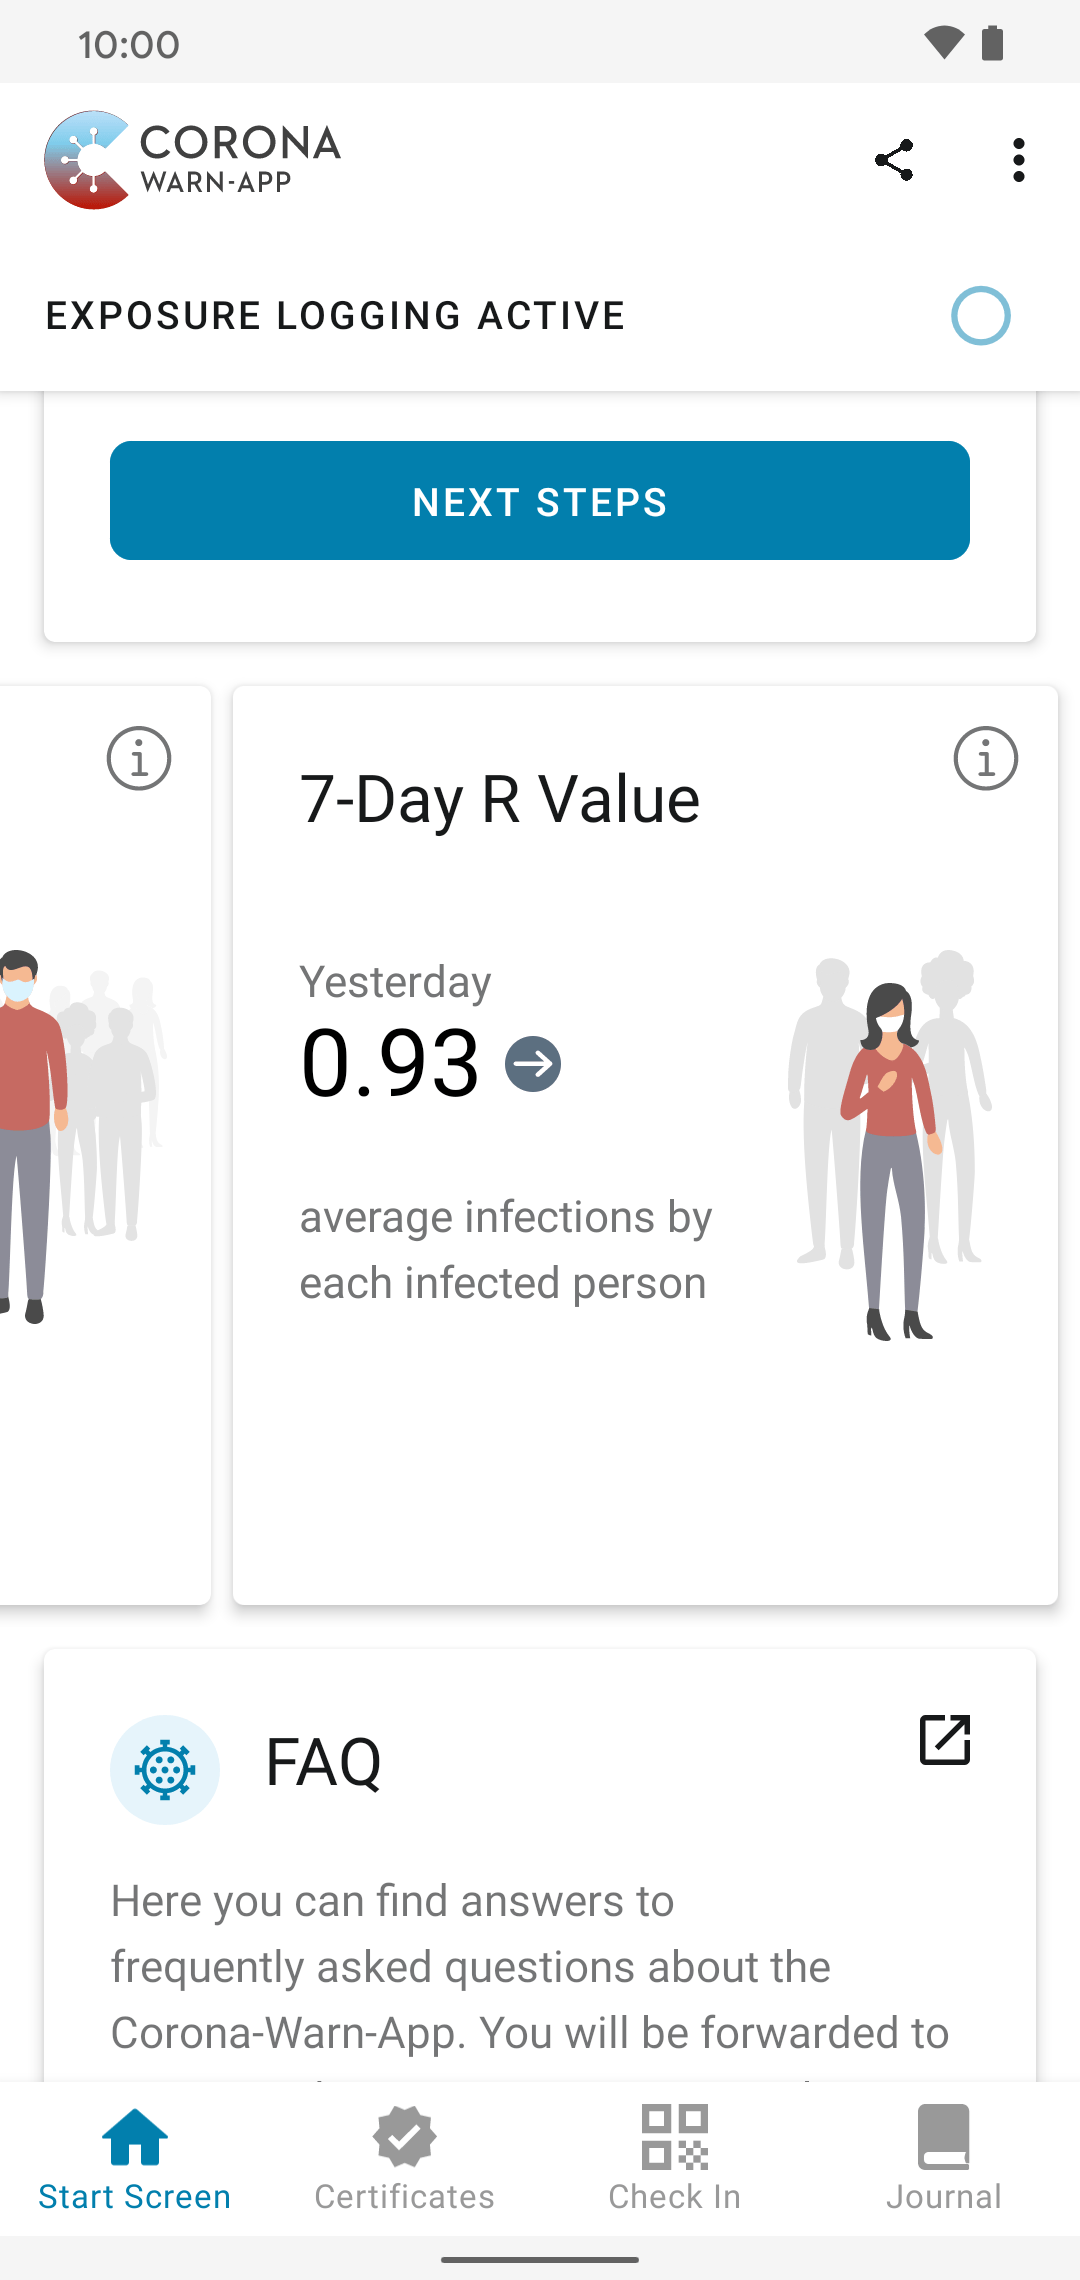 10:00
CORONA
WARN-APP
EXPOSURE LOGGING ACTIVE
NEXT STEPS
7-Day R Value
Yesterday
0.93
average infections by
each infected person
FAQ
Here you can find answers to
frequently asked questions about the
Corona-Warn-App. You will be forwarded to
Start Screen
Certificates
Check In
Journal